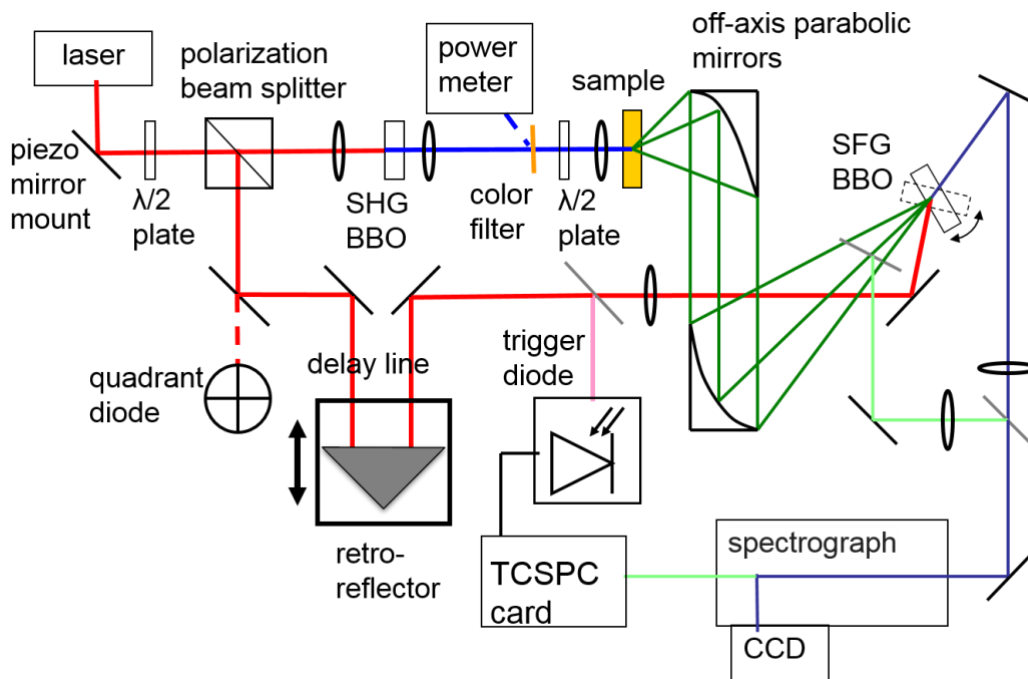 laser
polarization
beam splitter
power
meter
sample
off-axis parabolic
mirrors
piezo
mirror
mount
λ/2
plate
SHG
BBO
color
filter
λ/2
plate
SFG
BBO
quadrant
diode
delay line
trigger
diode
retro-
reflector
TCSPC
card
spectrograph
CCD